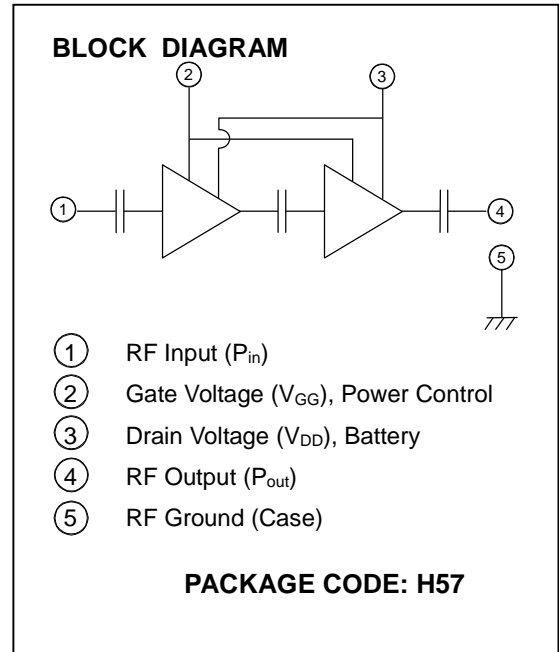 BLOCK DIAGRAM
2 3
1 4
5
1 RF Input (Pin)
2 Gate Voltage (VGG), Power Control
3 Drain Voltage (VDD), Battery
4 RF Output (Pout)
5 RF Ground (Case)
PACKAGE CODE: H57